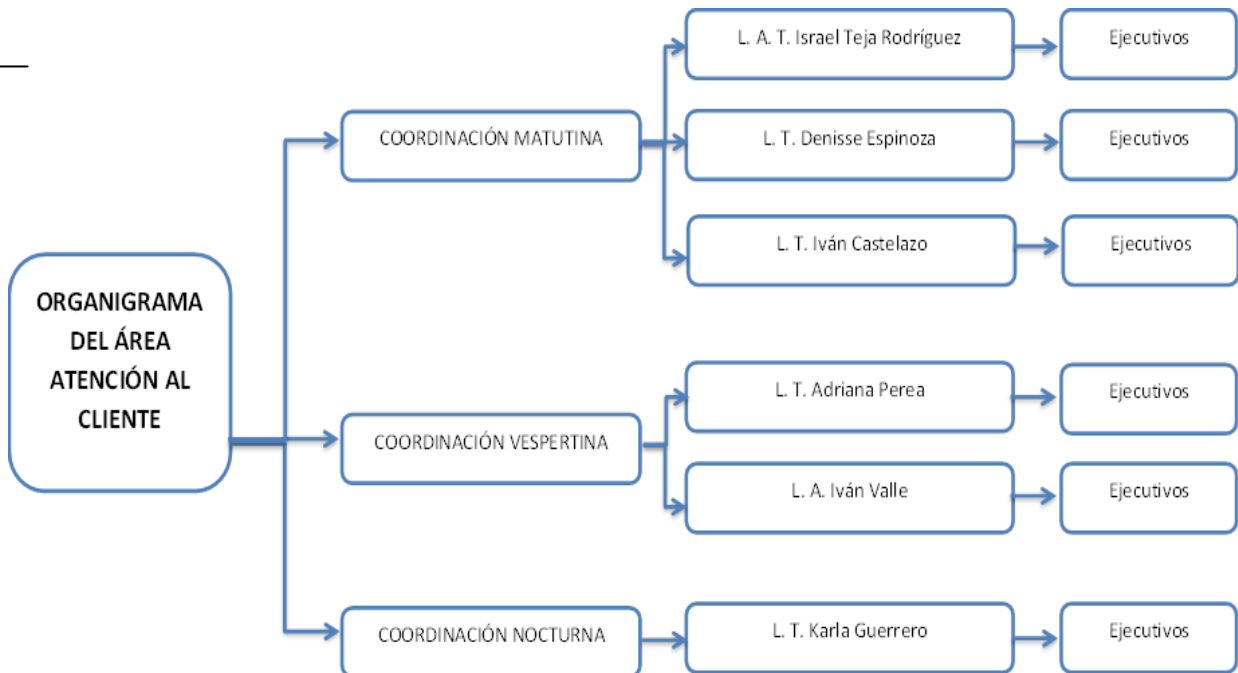 ORGANIGRAMA
DEL ÁREA
ATENCIÓN AL
CLIENTE
COORDINACIÓN MATUTINA
L. A. T. Israel Teja Rodríguez
Ejecutivos
L. T. Denisse Espinoza
Ejecutivos
L. T. Iván Castelazo
Ejecutivos
COORDINACIÓN VESPERTINA
L. T. Adriana Perea
Ejecutivos
L. A. Iván Valle
Ejecutivos
COORDINACIÓN NOCTURNA
L. T. Karla Guerrero
Ejecutivos